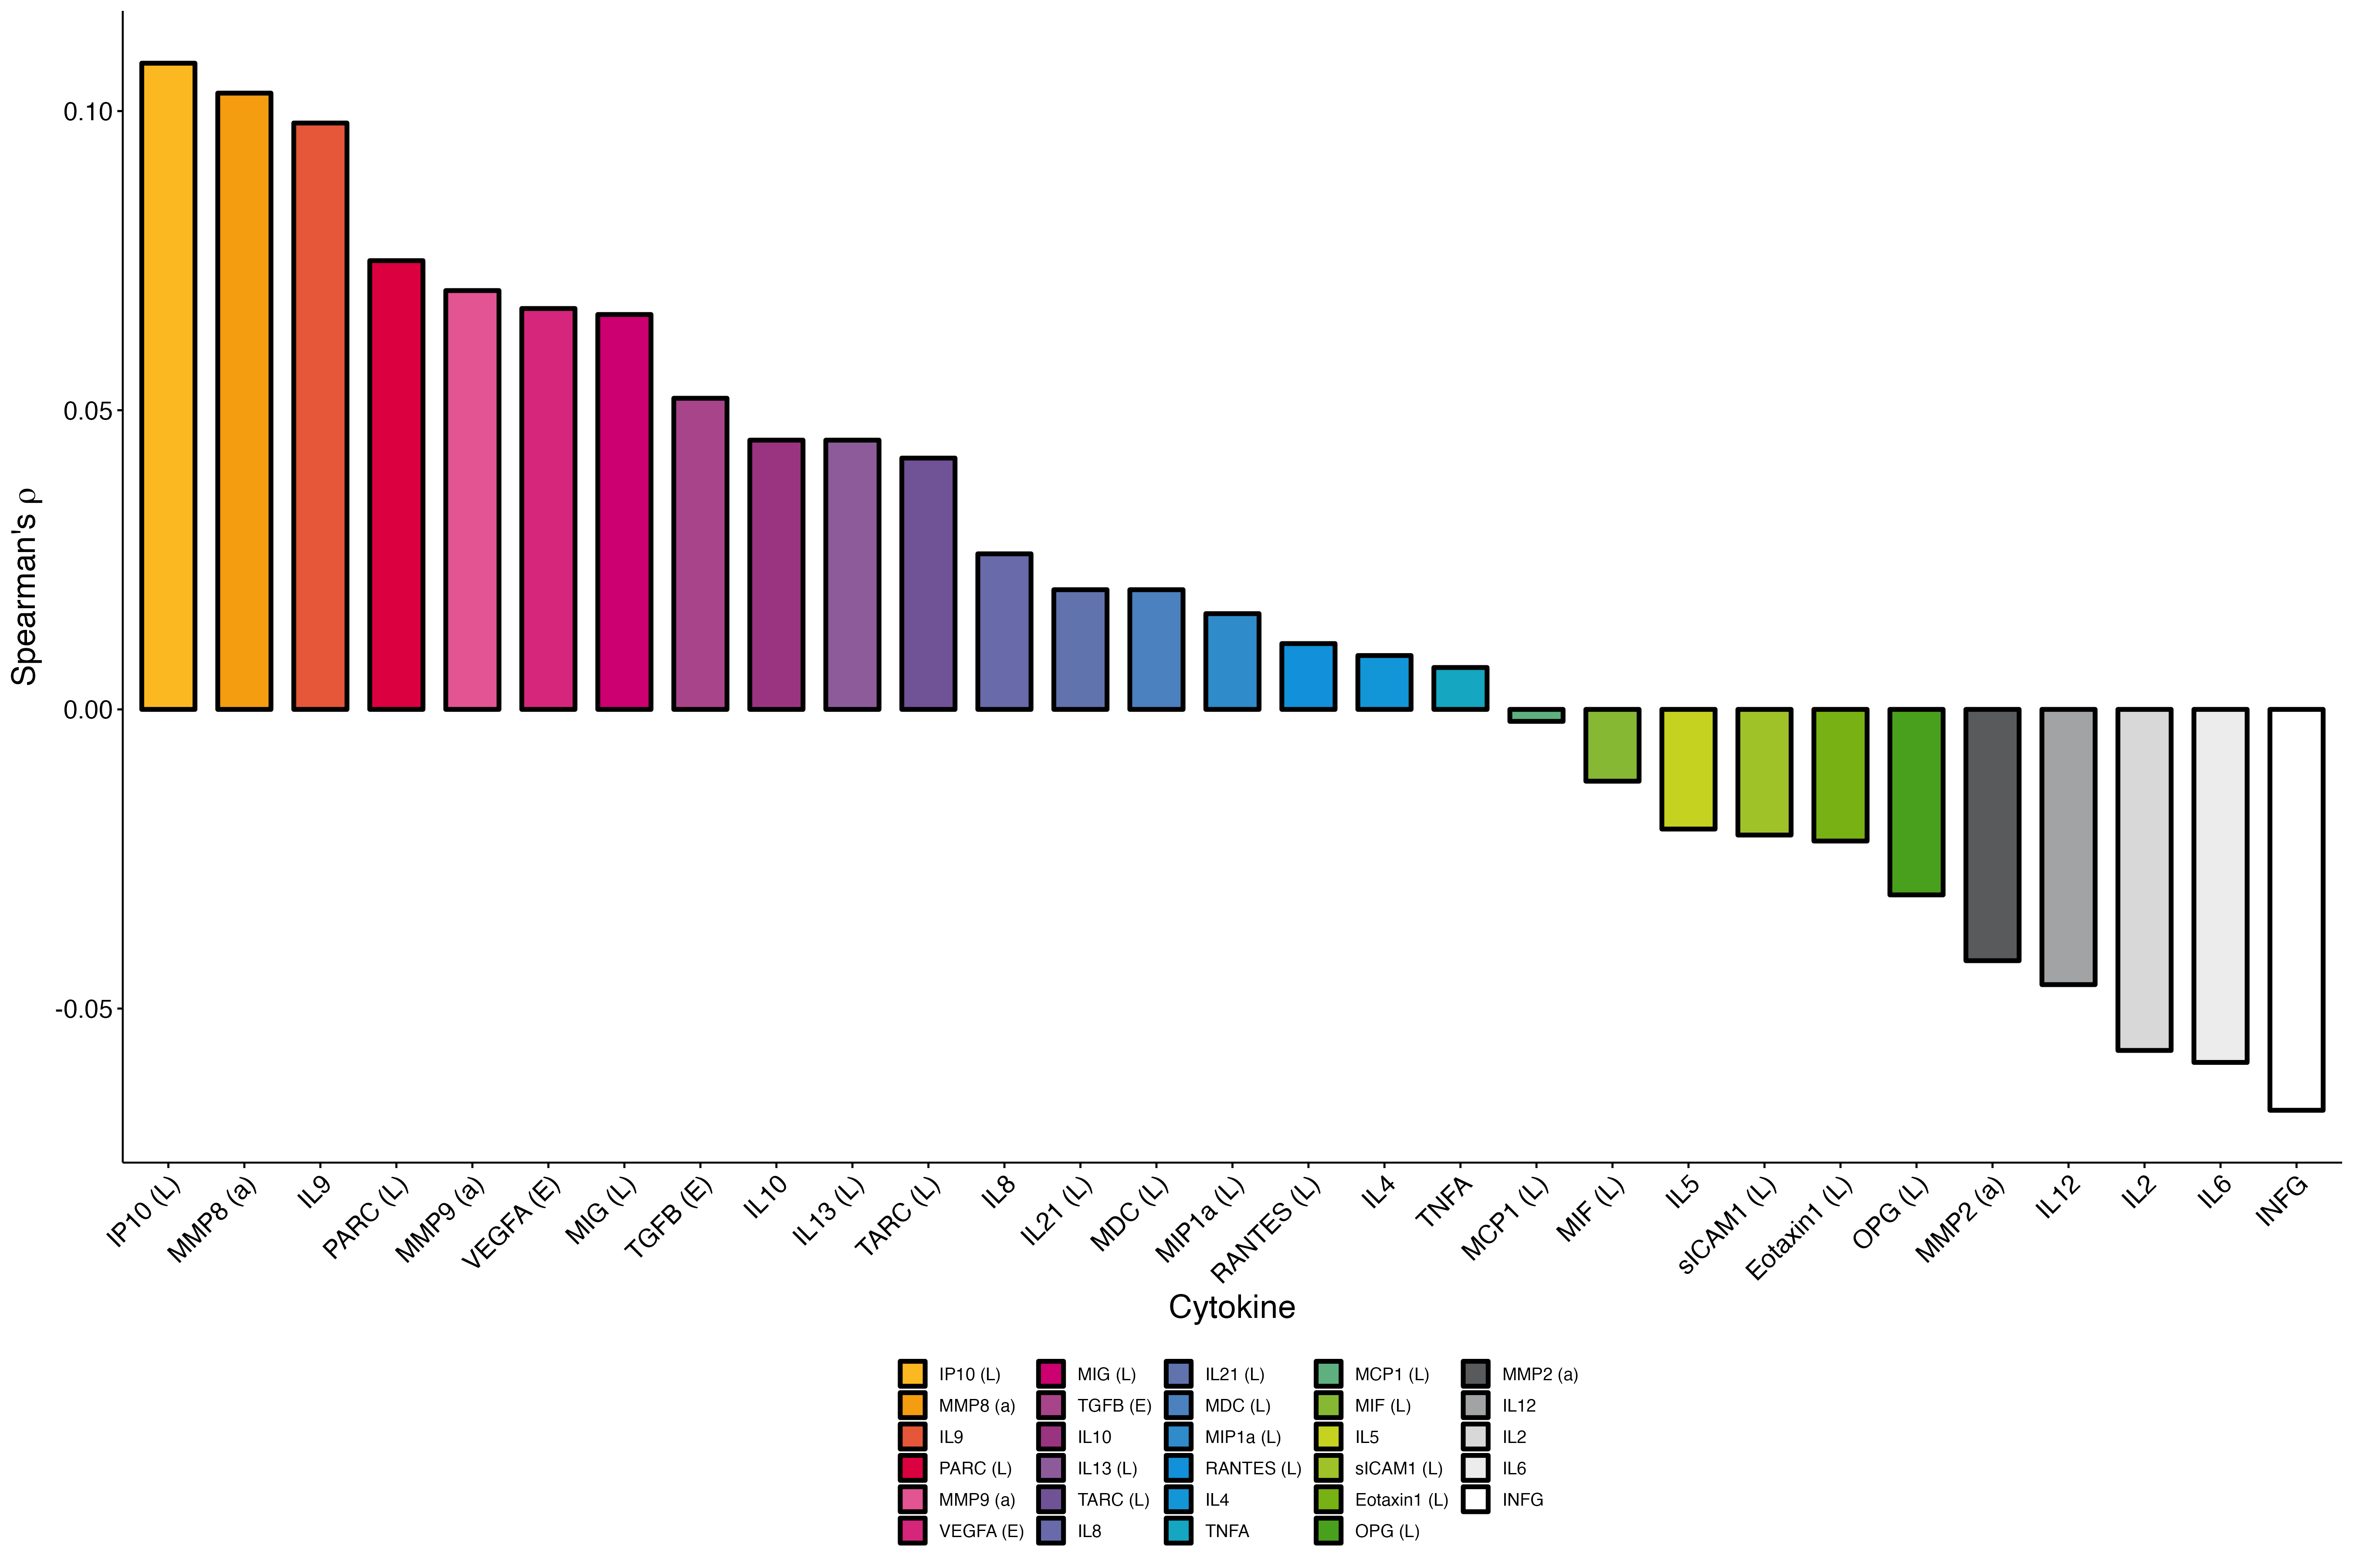 Spearman's ρ
0.10
0.05
0.00
-0.05
IP10 (L)
MMP8 (a)
IL9
PARC (L)
MMP9 (a)
VEGFA (E)
MIG (L)
TGFB (E)
IL10
IL13 (L)
TARC (L)
IL8
IL21 (L)
MDC (L)
MIP1a (L)
RANTES (L)
IL4
TNFA
MCP1 (L)
MIF (L)
IL5
sICAM1 (L)
Eotaxin1 (L)
OPG (L)
MMP2 (a)
IL12
IL2
IL6
INFG
Cytokine
IP10 (L)
MMP8 (a)
IL9
PARC (L)
MMP9 (a)
VEGFA (E)
MIG (L)
TGFB (E)
IL10
IL13 (L)
TARC (L)
IL8
IL21 (L)
MDC (L)
MIP1a (L)
RANTES (L)
IL4
TNFA
MCP1 (L)
MIF (L)
IL5
sICAM1 (L)
Eotaxin1 (L)
OPG (L)
MMP2 (a)
IL12
IL2
IL6
INFG